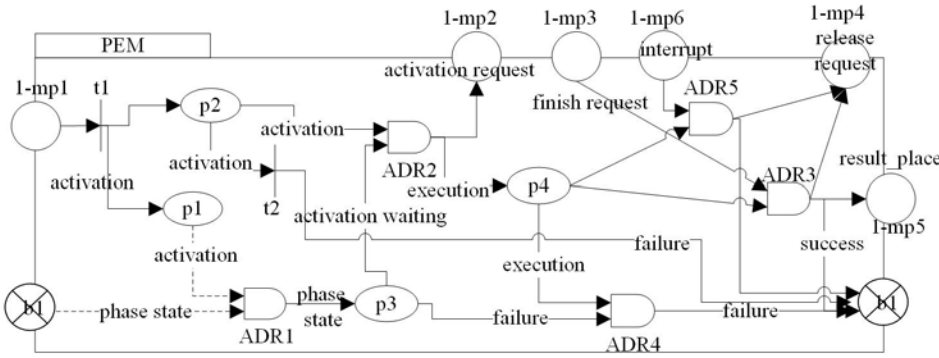 1-mp2
1-mp3
1-mp6
1-mp4
PEM
interrupt
release
request
activation request
1-mp1
t1
ADR5
p2
finish request
activation
ADR2
activation
activation
execution
p4
ADR3
result_place
p1
t2
activation waiting
1-mp5
activation
failure
success
execution
b1
phase state
phase
state
p3
failure
failure
b1
ADR1
ADR4